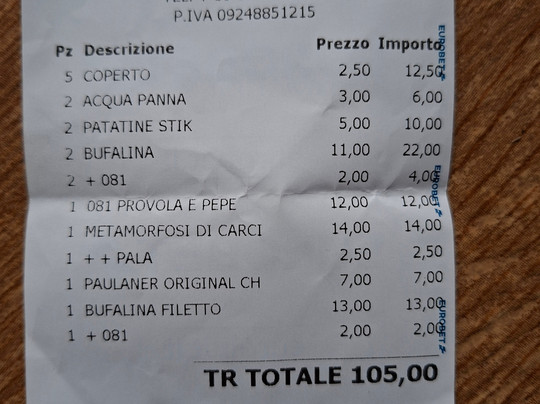 P.IVA 09248851215
Pz Descrizione Prezzo Importo
5 COPERTO 2,50 12,50
2 ACQUA PANNA 3,00 6,00
2 PATATINE STIK 5,00 10,00
2 BUFALINA 11,00 22,00
2 + 081 2,00 4,00
1 081 PROVOLA E PEPE 12,00 12,00
1 METAMORFOSI DI CARCI 14,00 14,00
1 + + PALA 2,50 2,50
1 PAULANER ORIGINAL CH 7,00 7,00
1 BUFALINA FILETTO 13,00 13,00
1 + 081 2,00 2,00
TR TOTALE 105,00
EUROBET
EUROBET
EUROBET